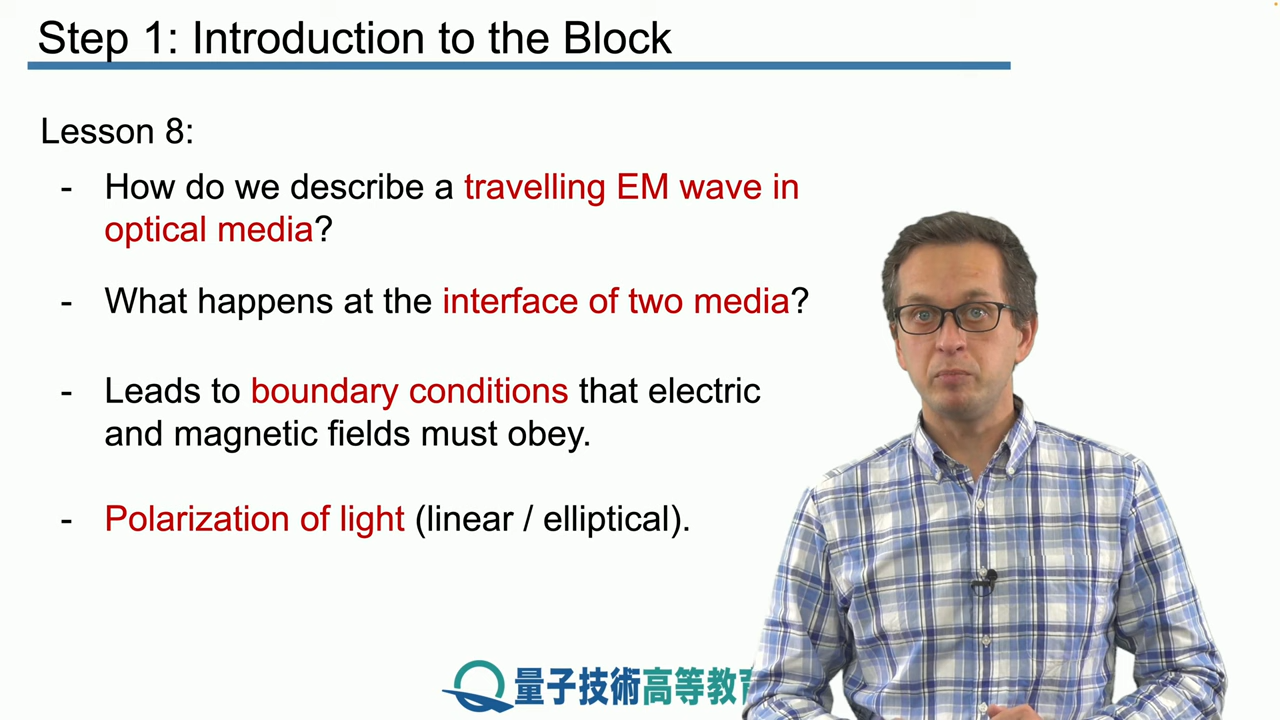 Step 1: Introduction to the Block
Lesson 8:
- How do we describe a travelling EM wave in
optical media?
- What happens at the interface of two media?
- Leads to boundary conditions that electric
and magnetic fields must obey.
- Polarization of light (linear / elliptical).
量子技術高等教育